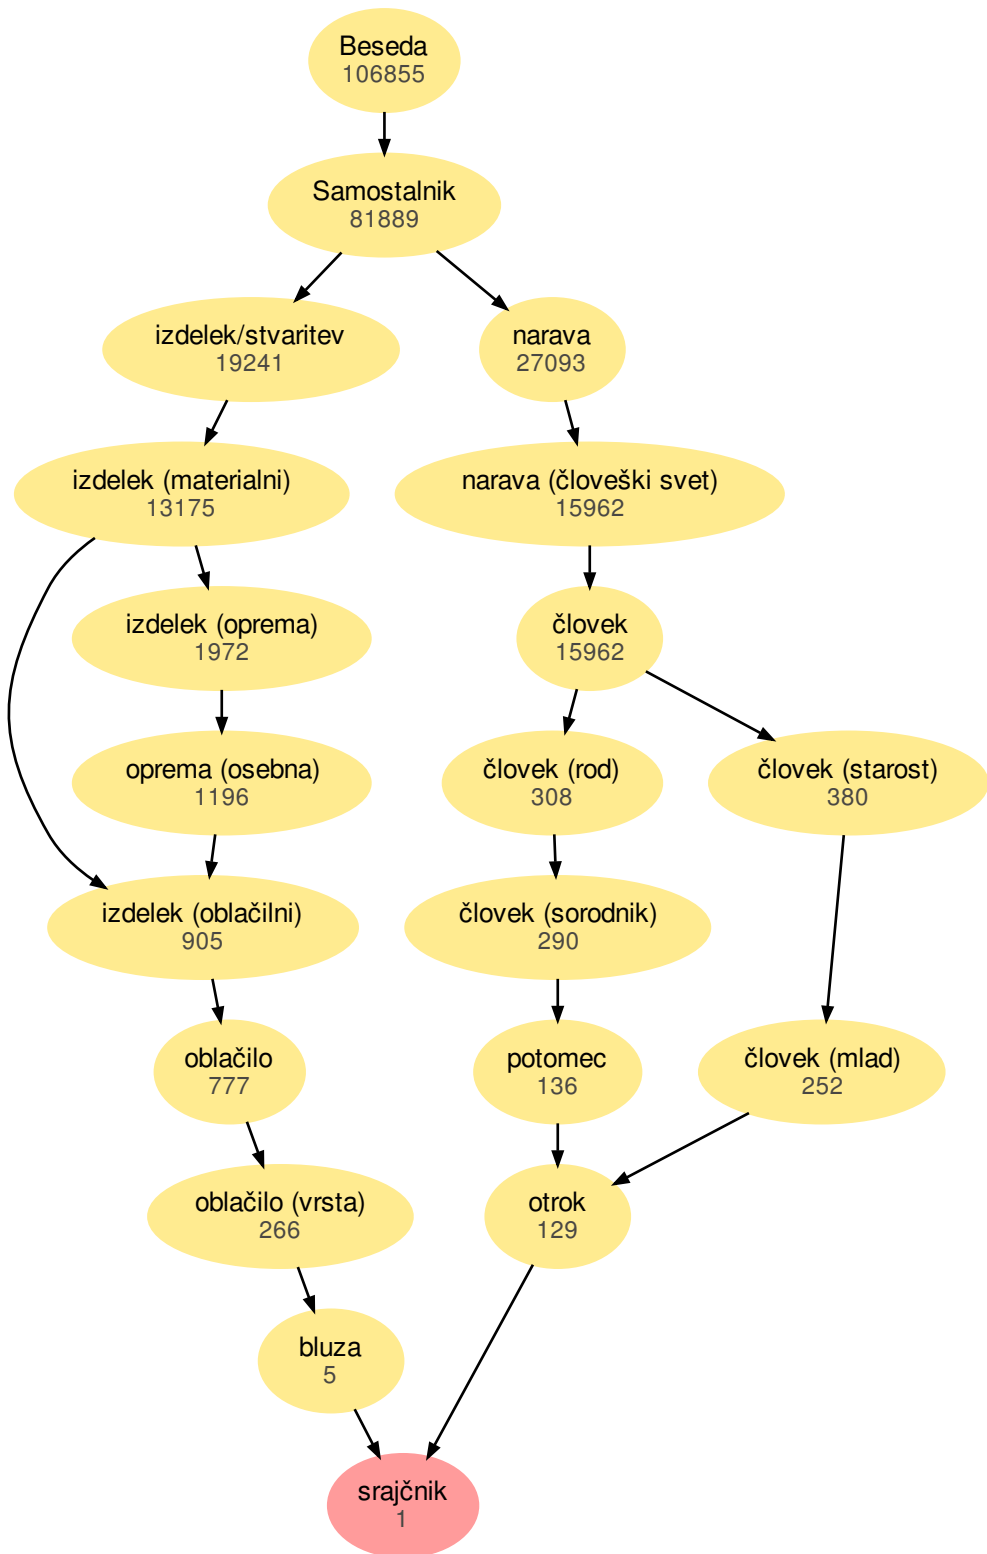 Beseda
106855
Samostalnik
81889
izdelek/stvaritev
19241
narava
27093
izdelek (materialni)
13175
narava (človeški svet)
15962
izdelek (oprema)
1972
človek
15962
oprema (osebna)
1196
človek (rod)
308
človek (starost)
380
izdelek (oblačilni)
905
človek (sorodnik)
290
oblačilo
777
potomec
136
človek (mlad)
252
oblačilo (vrsta)
266
otrok
129
bluza
5
srajčnik
1